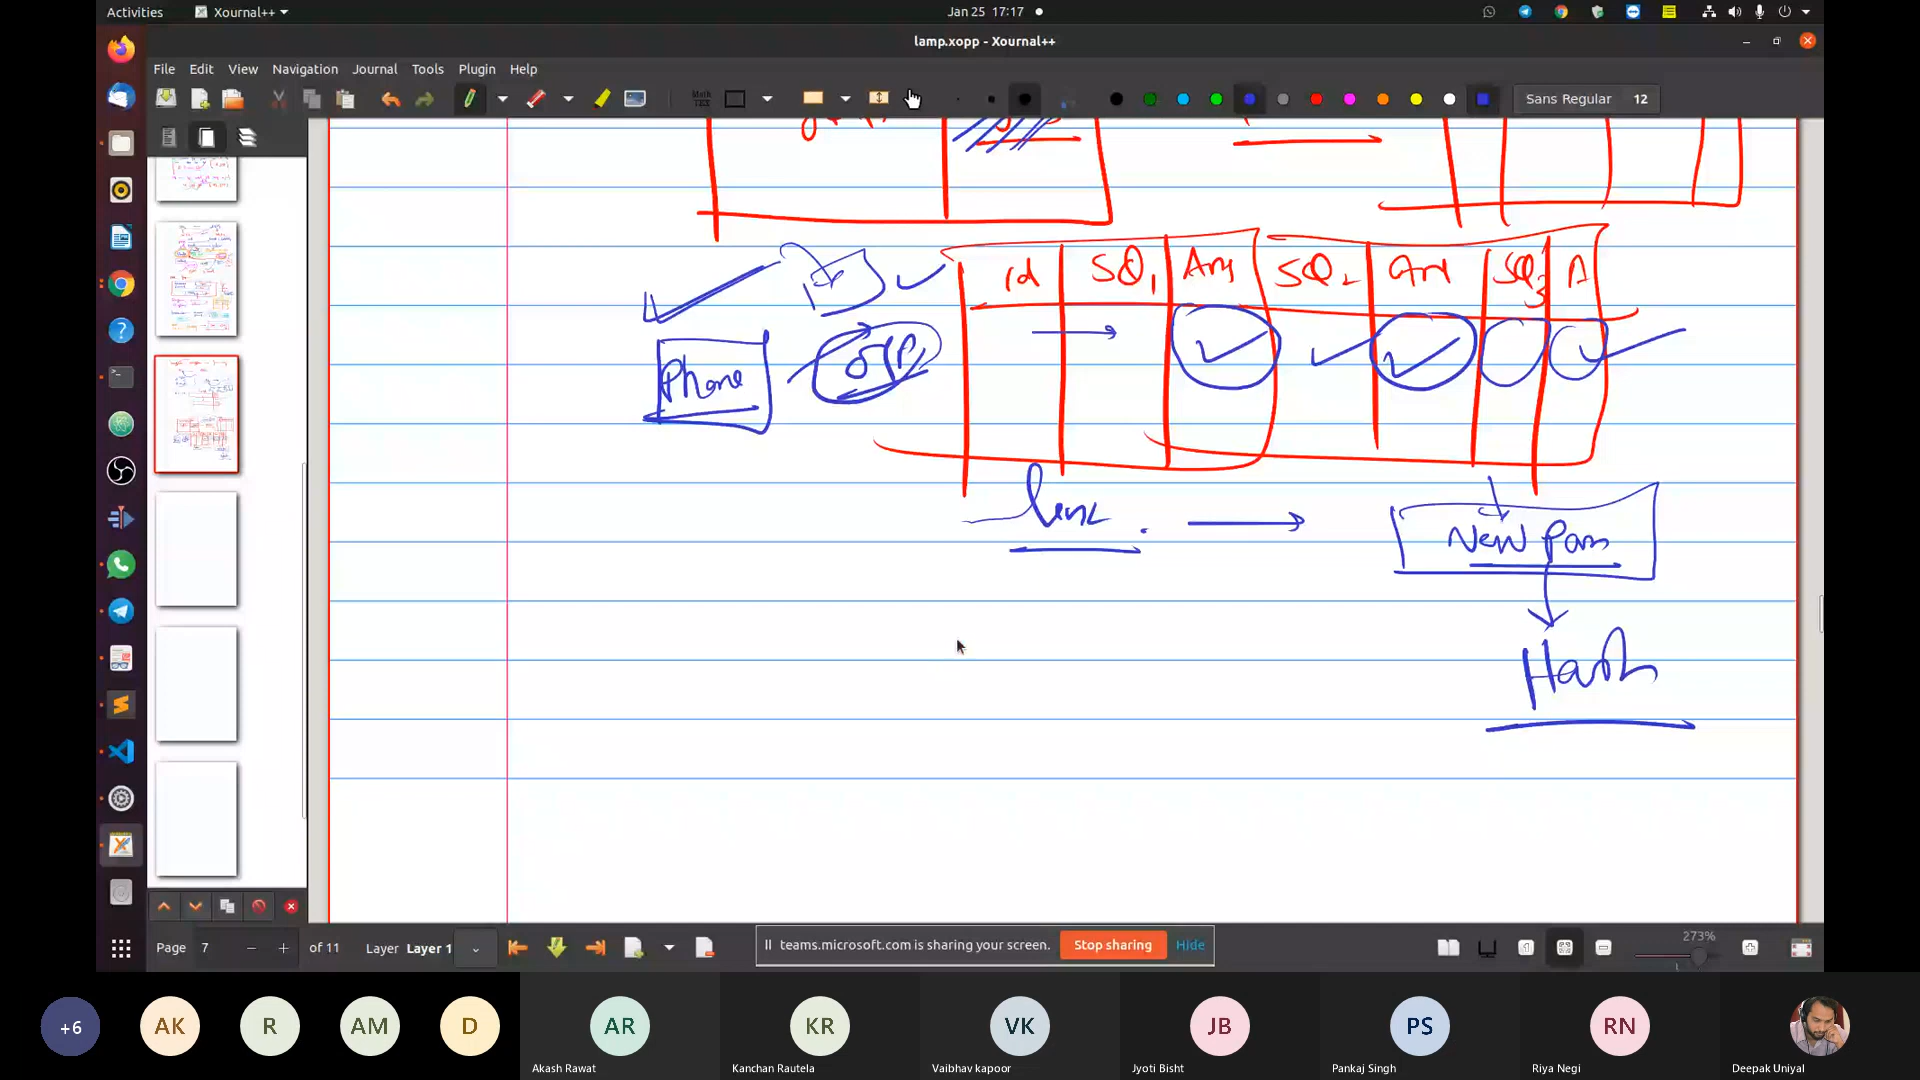 Activities
Xournal++
Jan 25 17:17
lamp.xopp - Xournal++
File Edit View Navigation Journal Tools Plugin Help
Sans Regular 12
id SQ1 Ans SQ2 Ans SQ3 A
Phone
OTP
link
New Pass
Hash
Page 7 of 11 Layer Layer 1
teams.microsoft.com is sharing your screen. Stop sharing Hide
273%
+6 AK R AM D AR KR VK JB PS RN
Akash Rawat Kanchan Rautela Vaibhav kapoor Jyoti Bisht Pankaj Singh Riya Negi Deepak Uniyal